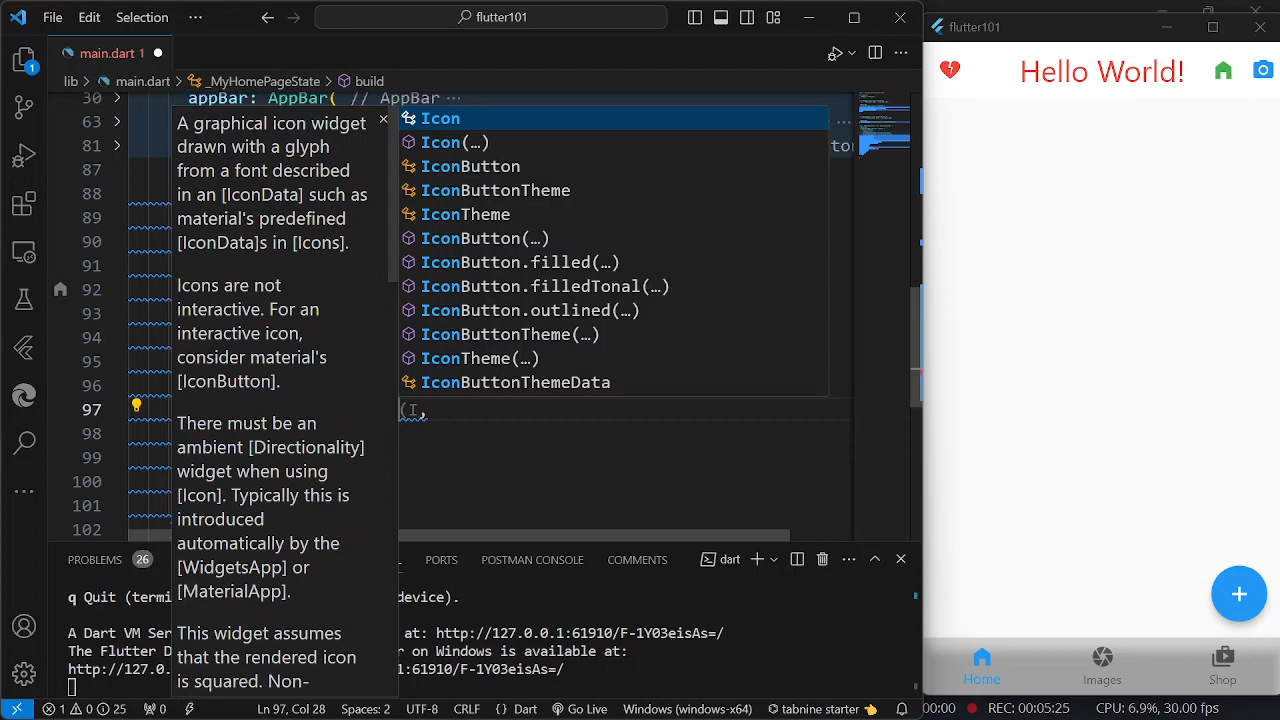 File Edit Selection ··· flutter101
main.dart 1
lib > main.dart > _MyHomePageState > build
30 appBar: AppBar( // AppBar ···
63
81
87
88
89
90
91
92
93
94
95
96
97
98
99
100
101
102
A graphical icon widget
drawn with a glyph
from a font described
in an [IconData] such as
material's predefined
[IconData]s in [Icons].
Icons are not
interactive. For an
interactive icon,
consider material's
[IconButton].
There must be an
ambient [Directionality]
widget when using
[Icon]. Typically this is
introduced
automatically by the
[WidgetsApp] or
[MaterialApp].
This widget assumes
that the rendered icon
is squared. Non-
Icon
Icon(…)
IconButton
IconButtonTheme
IconTheme
IconButton(…)
IconButton.filled(…)
IconButton.filledTonal(…)
IconButton.outlined(…)
IconButtonTheme(…)
IconTheme(…)
IconButtonThemeData
(,
PROBLEMS 26 PORTS POSTMAN CONSOLE COMMENTS dart
q Quit (termi device).
A Dart VM Ser at: http://127.0.0.1:61910/F-1Y03eisAs=/
The Flutter D r on Windows is available at:
http://127.0. 1:61910/F-1Y03eisAs=/
1 0 25 0 Ln 97, Col 28 Spaces: 2 UTF-8 CRLF {} Dart Go Live Windows (windows-x64) tabnine starter
flutter101
Hello World!
Home Images Shop
00:00 REC: 00:05:25 CPU: 6.9%, 30.00 fps